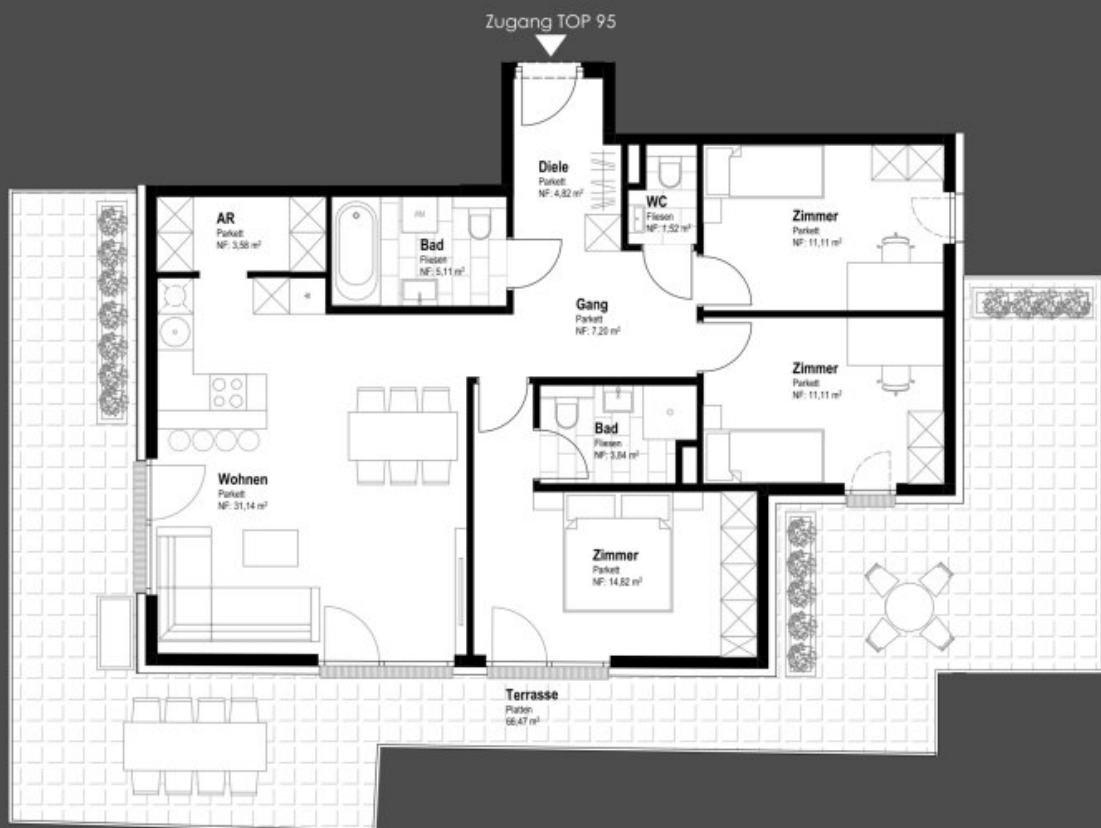 Zugang TOP 95
Diele
Parkett
NF: 4,82 m²
WC
Fliesen
NF: 1,52 m²
Zimmer
Parkett
NF: 11,11 m²
AR
Parkett
NF: 3,58 m²
Bad
Fliesen
NF: 5,11 m²
Gang
Parkett
NF: 7,20 m²
Zimmer
Parkett
NF: 11,11 m²
Bad
Fliesen
NF: 3,84 m²
Wohnen
Parkett
NF: 31,14 m²
Zimmer
Parkett
NF: 14,82 m²
Terrasse
Platten
66,47 m²